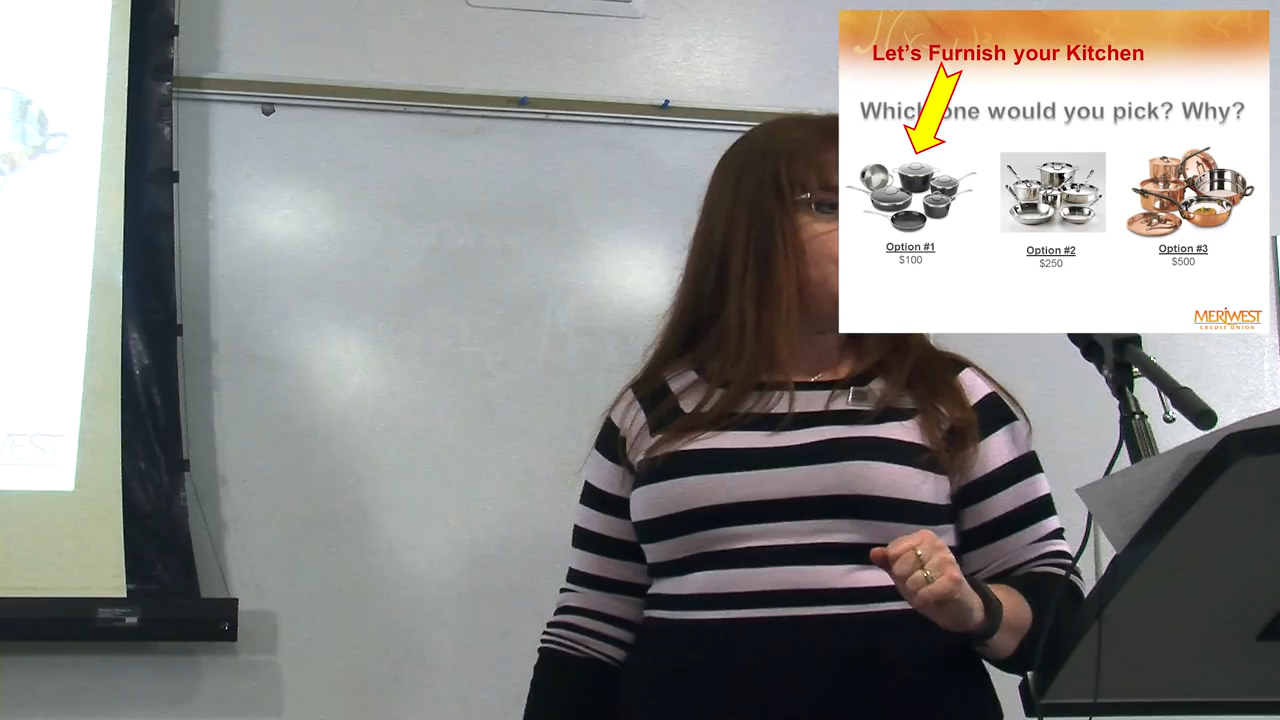 Let's Furnish your Kitchen
Which one would you pick? Why?
Option #1
$100
Option #2
$250
Option #3
$500
MERIWEST
CREDIT UNION